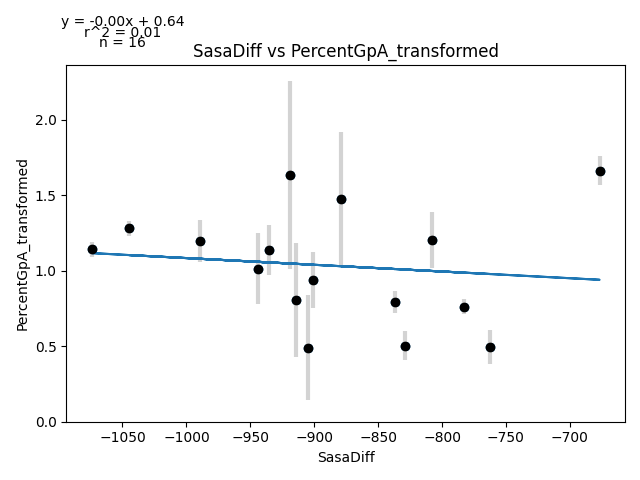 y = -0.00x + 0.64
r^2 = 0.01
n = 16
SasaDiff vs PercentGpA_transformed
PercentGpA_transformed
2.0
1.5
1.0
0.5
0.0
−1050 −1000 −950 −900 −850 −800 −750 −700
SasaDiff